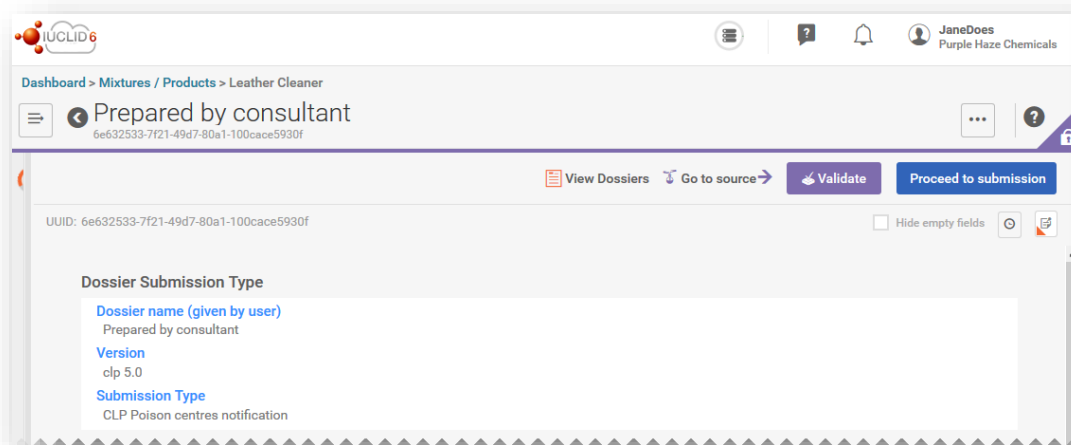 IUCLID 6
?
JaneDoes
Purple Haze Chemicals
Dashboard > Mixtures / Products > Leather Cleaner
Prepared by consultant
6e632533-7f21-49d7-80a1-100cace5930f
...
?
View Dossiers
Go to source
Validate
Proceed to submission
UUID: 6e632533-7f21-49d7-80a1-100cace5930f
Hide empty fields
Dossier Submission Type
Dossier name (given by user)
Prepared by consultant
Version
clp 5.0
Submission Type
CLP Poison centres notification